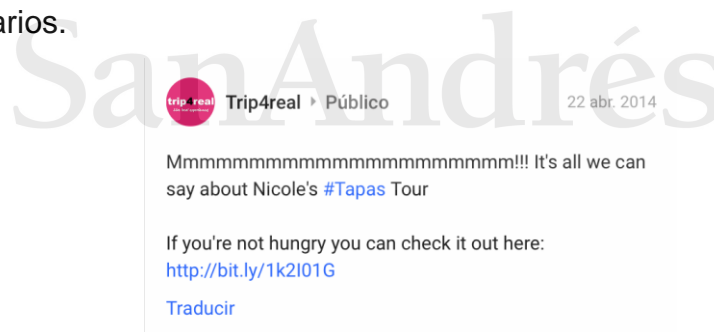 arios.
SanAndrés
trip4real
Trip4real ▸ Público
22 abr. 2014
Mmmmmmmmmmmmmmmmmmmmm!!! It's all we can
say about Nicole's #Tapas Tour
If you're not hungry you can check it out here:
http://bit.ly/1k2I01G
Traducir